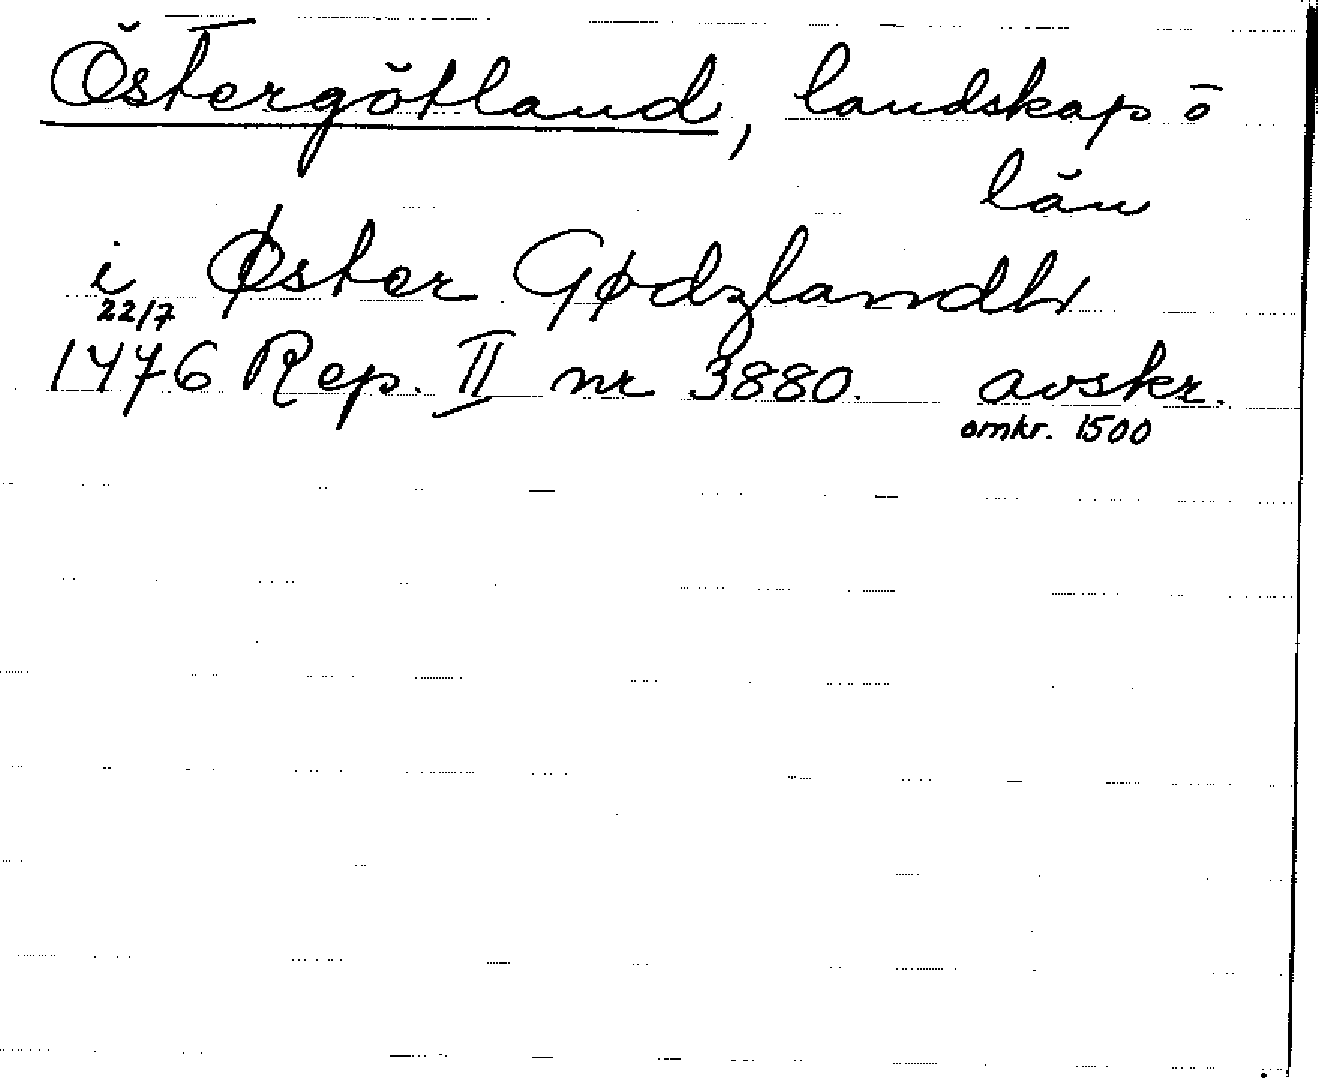 Östergötland, landskap o
län
i Øster Gødzlandh
22/7
1476 Rep. II nr 3880. avskr.
omkr. 1500